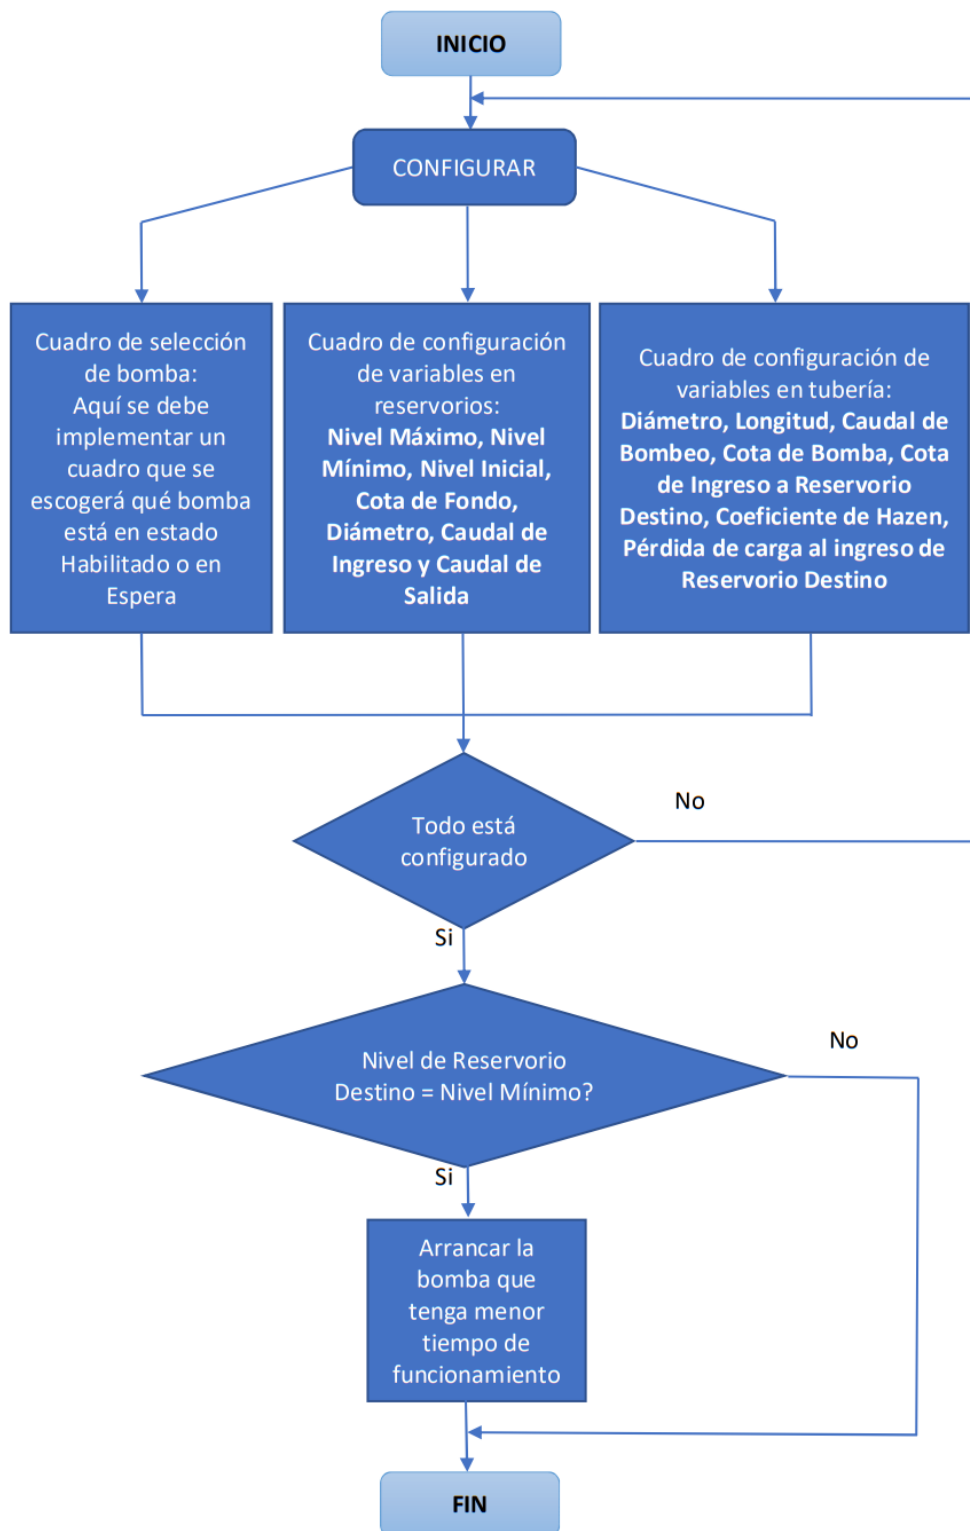 INICIO
CONFIGURAR
Cuadro de selección
de bomba:
Aquí se debe
implementar un
cuadro que se
escogerá qué bomba
está en estado
Habilitado o en
Espera
Cuadro de configuración
de variables en
reservorios:
Nivel Máximo, Nivel
Mínimo, Nivel Inicial,
Cota de Fondo,
Diámetro, Caudal de
Ingreso y Caudal de
Salida
Cuadro de configuración de
variables en tubería:
Diámetro, Longitud, Caudal de
Bombeo, Cota de Bomba, Cota
de Ingreso a Reservorio
Destino, Coeficiente de Hazen,
Pérdida de carga al ingreso de
Reservorio Destino
Todo está
configurado
No
Si
Nivel de Reservorio
Destino = Nivel Mínimo?
No
Si
Arrancar la
bomba que
tenga menor
tiempo de
funcionamiento
FIN